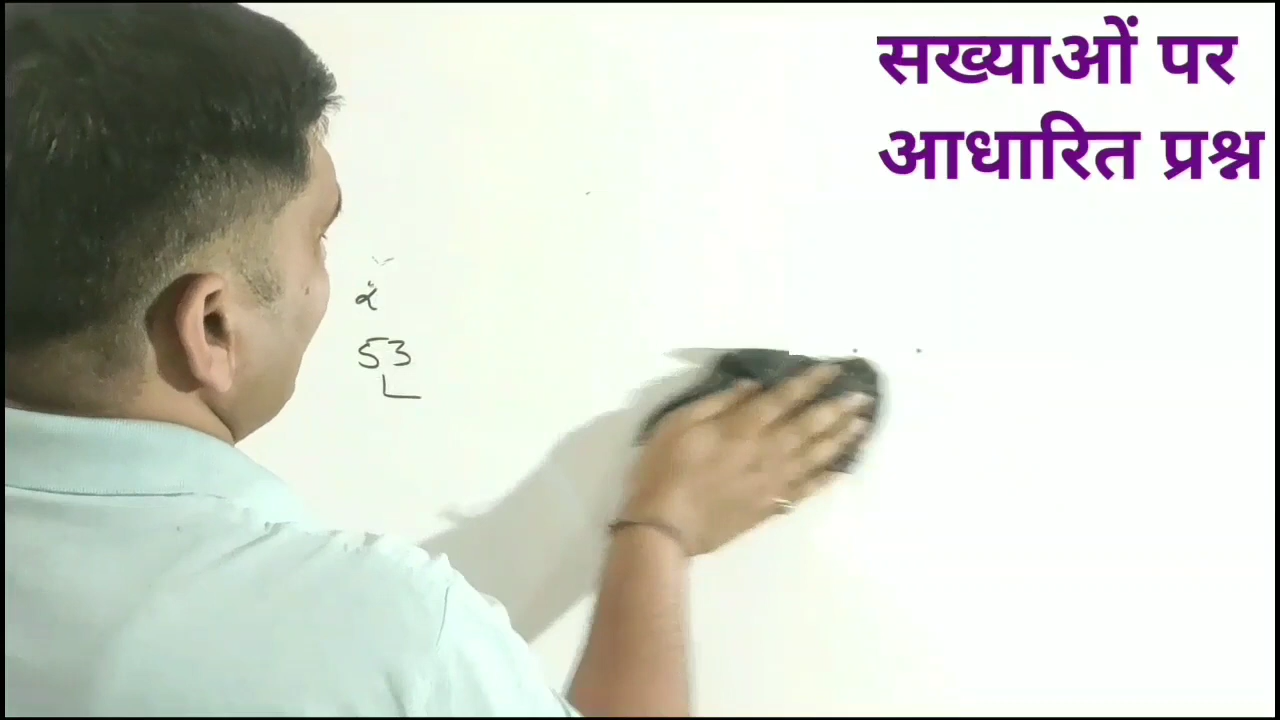 सख्याओं पर
आधारित प्रश्न
53